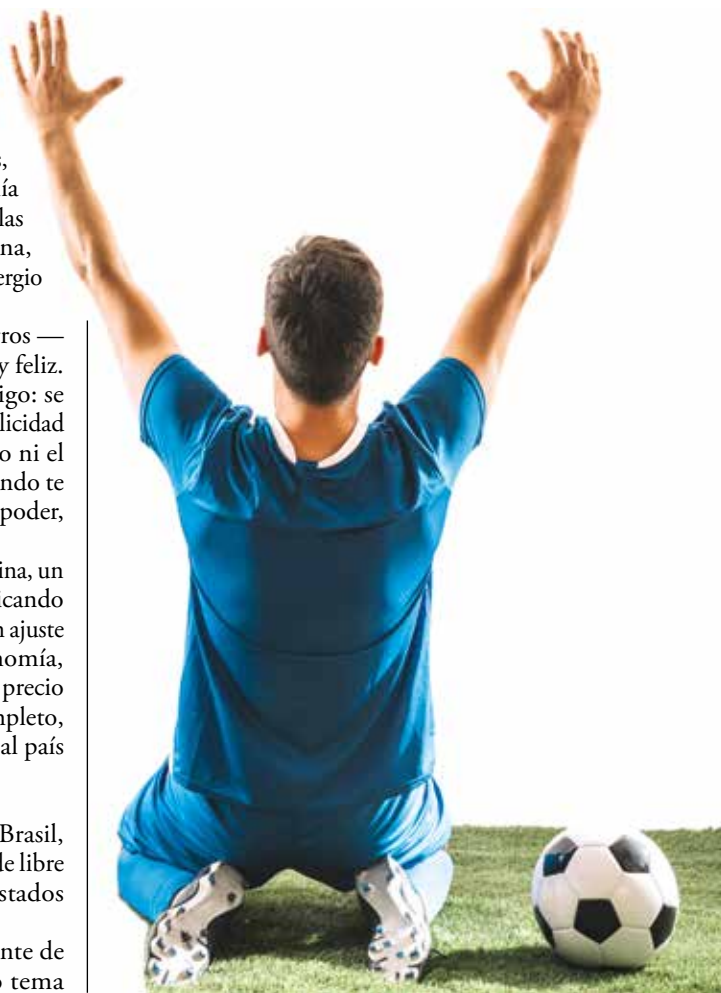 s,
ía
las
na,
ergio
ros —
y feliz.
igo: se
licidad
o ni el
ndo te
poder,
ina, un
icando
n ajuste
nomía,
precio
pleto,
al país
Brasil,
de libre
stados
nte de
o tema